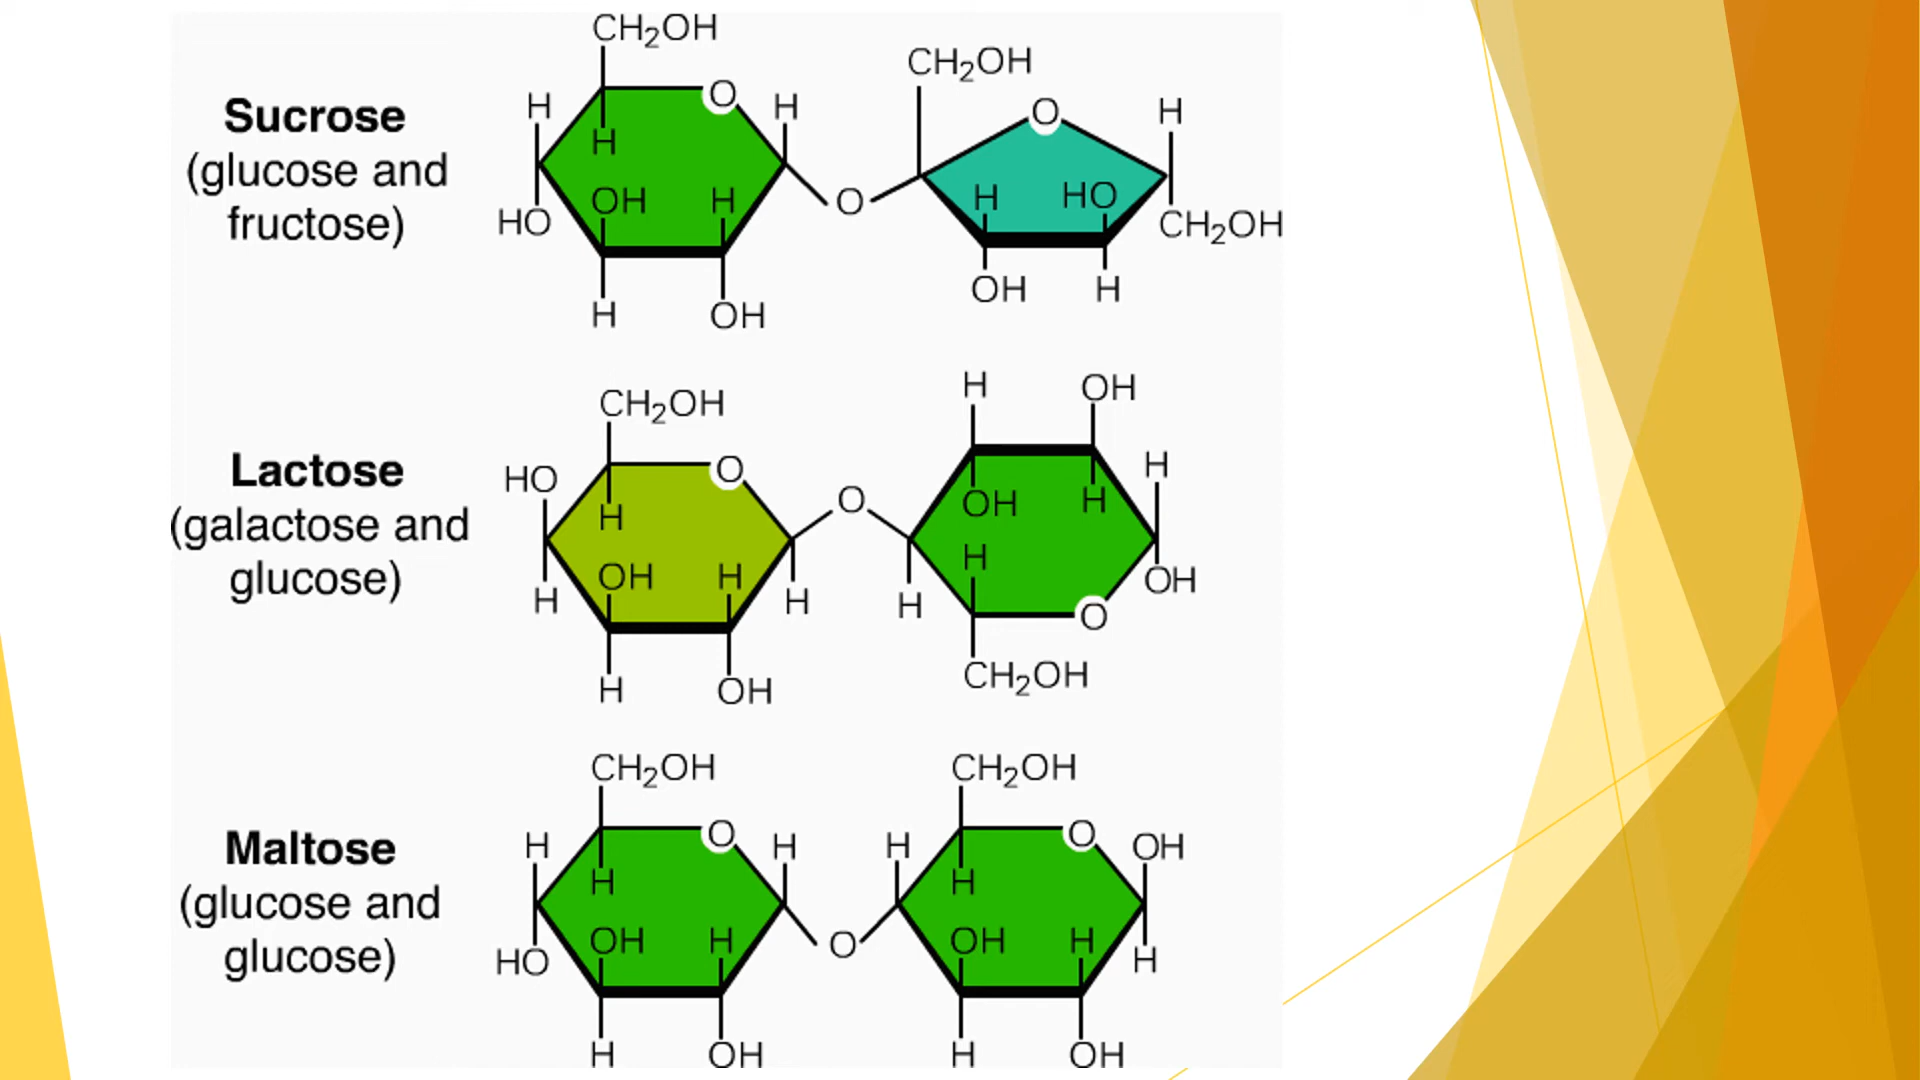 CH₂OH
CH₂OH
Sucrose
(glucose and
fructose)
H
O
H
O
H
H
OH
H
H
HO
HO
O
CH₂OH
H
OH
OH
H
H
OH
CH₂OH
HO
O
O
H
Lactose
(galactose and
glucose)
H
OH
H
H
OH
H
H
H
H
H
OH
O
H
OH
CH₂OH
CH₂OH
CH₂OH
Maltose
(glucose and
glucose)
H
O
H
H
O
OH
H
H
OH
H
OH
H
HO
O
H
H
OH
H
OH